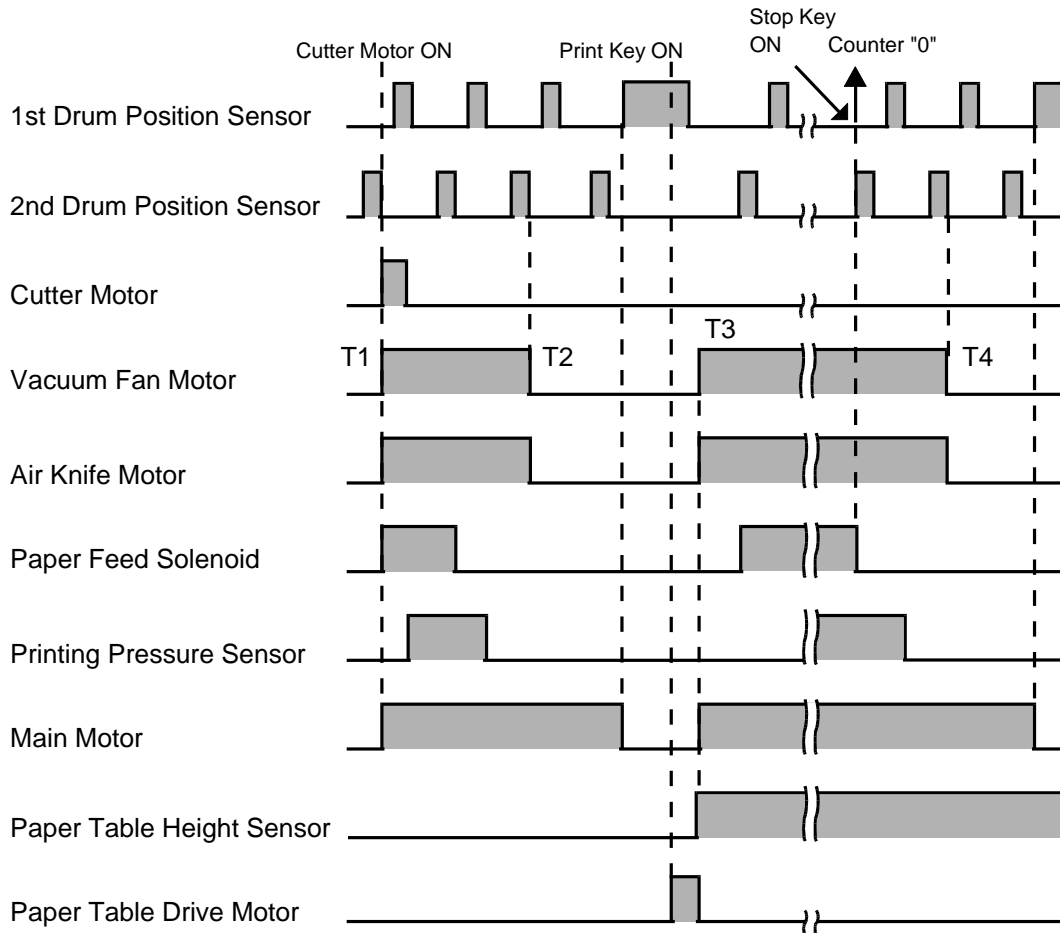 Stop Key
ON
Cutter Motor ON
Print Key ON
Counter "0"
1st Drum Position Sensor
2nd Drum Position Sensor
Cutter Motor
T1
T2
T3
T4
Vacuum Fan Motor
Air Knife Motor
Paper Feed Solenoid
Printing Pressure Sensor
Main Motor
Paper Table Height Sensor
Paper Table Drive Motor